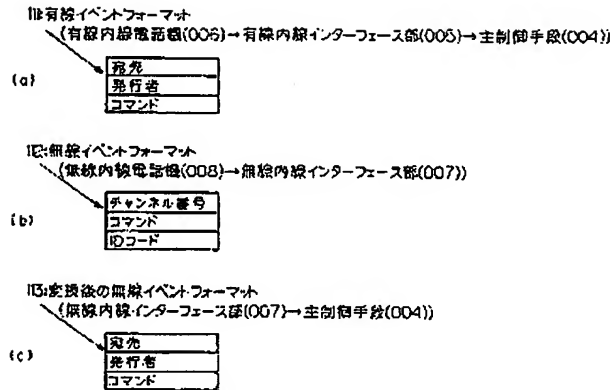 111:有線イベントフォーマット
(有線内線電話機(006)→有線内線インターフェース部(005)→主制御手段(004))
(a)
宛先
発行者
コマンド
112:無線イベントフォーマット
(無線内線電話機(008)→無線内線インターフェース部(007))
(b)
チャンネル番号
コマンド
IDコード
113:変換後の無線イベント・フォーマット
(無線内線・インターフェース部(007)→主制御手段(004))
(c)
宛先
発行者
コマンド